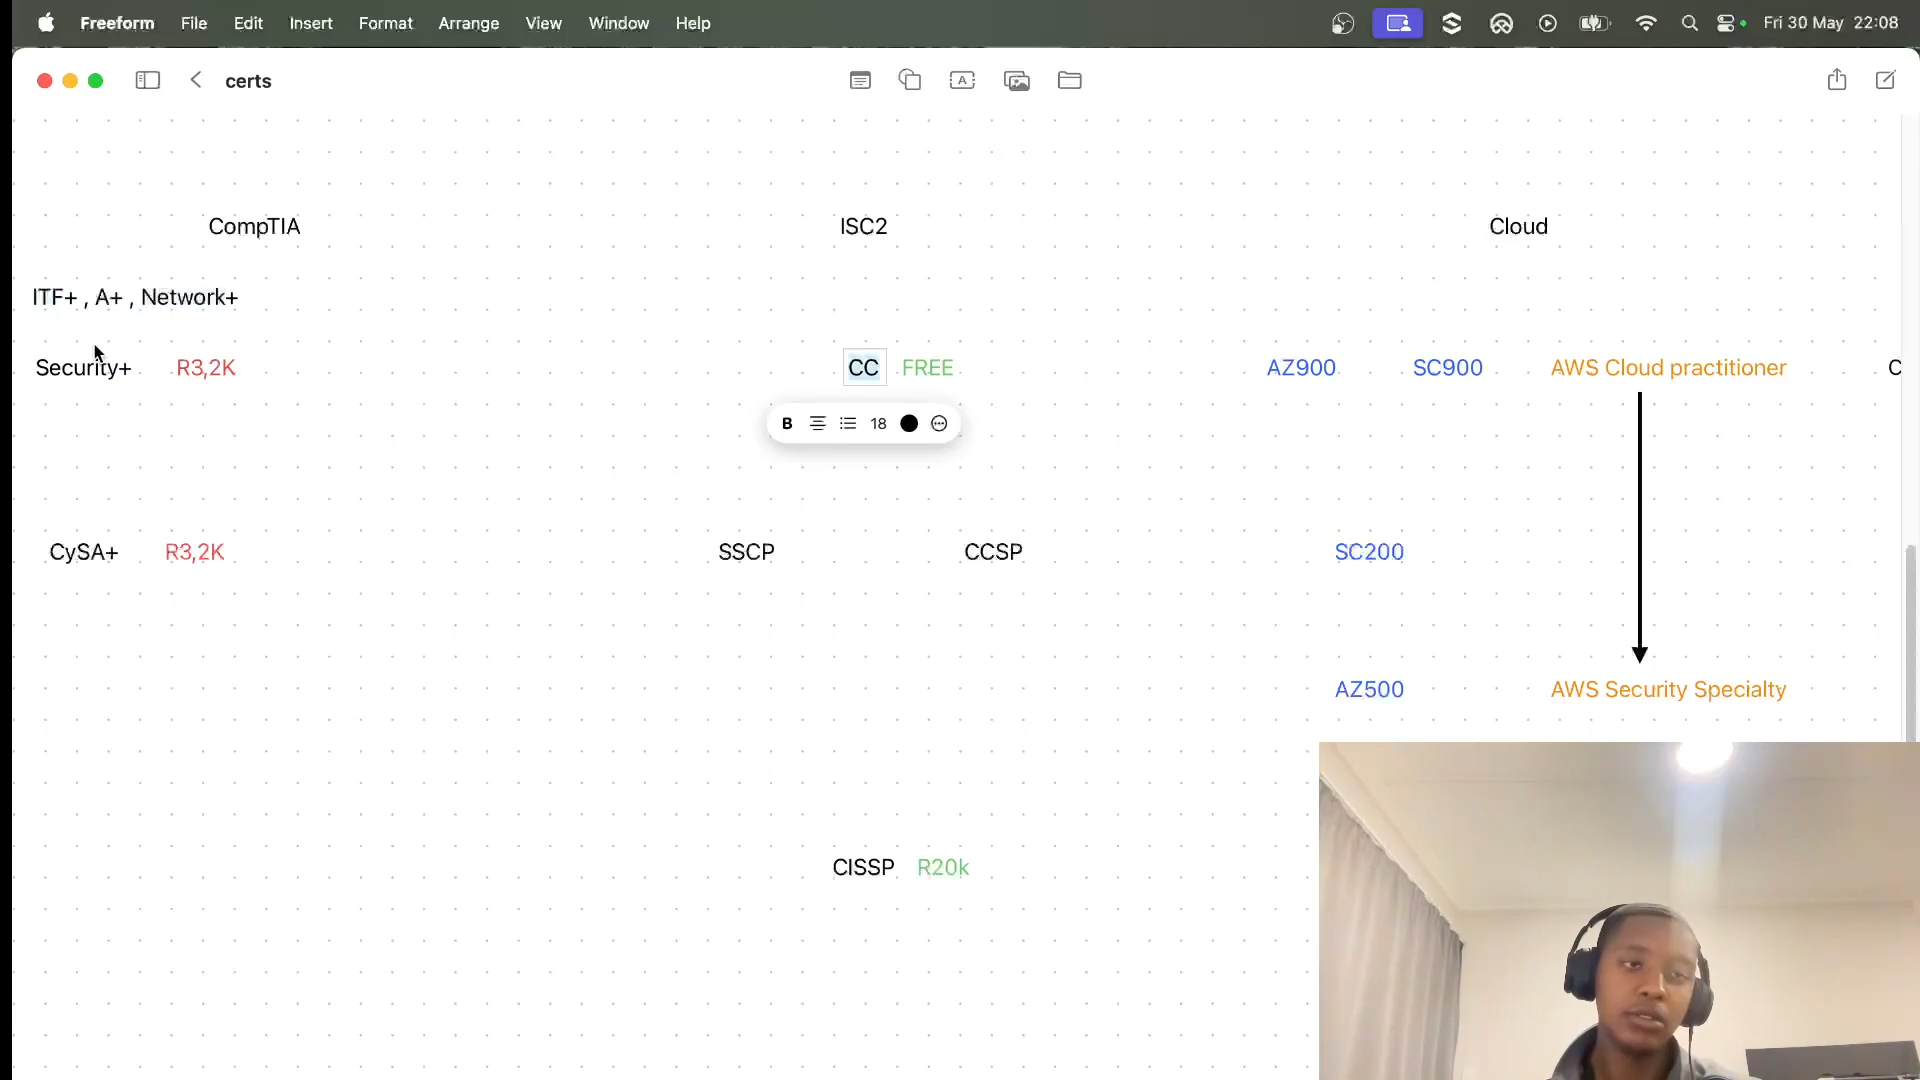 Freeform File Edit Insert Format Arrange View Window Help Fri 30 May 22:08
certs
CompTIA ISC2 Cloud
ITF+ , A+ , Network+
Security+ R3,2K CC FREE AZ900 SC900 AWS Cloud practitioner C
B 18
CySA+ R3,2K SSCP CCSP SC200
AZ500 AWS Security Specialty
CISSP R20k